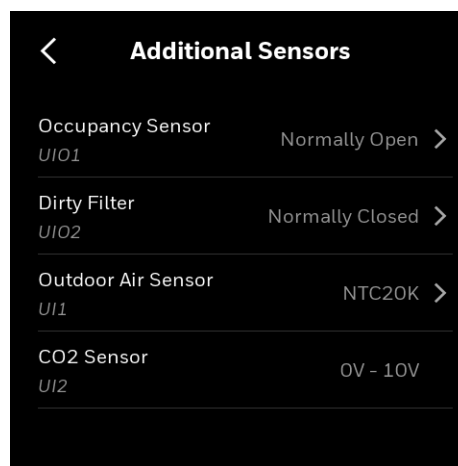 Additional Sensors
Occupancy Sensor
UIO1
Normally Open
Dirty Filter
UIO2
Normally Closed
Outdoor Air Sensor
UI1
NTC20K
CO2 Sensor
UI2
0V - 10V